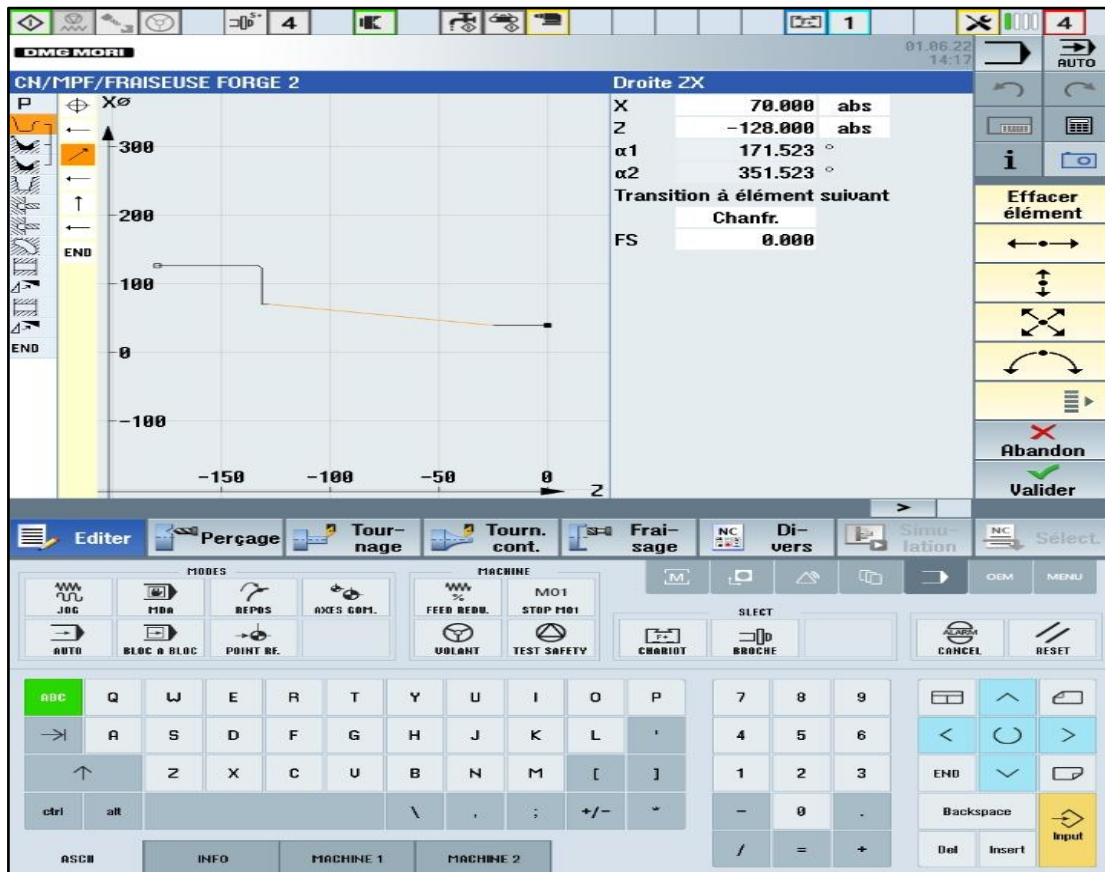 S+ 4 K F+ 1 4
DMG MORI 01.06.22
14:17 AUTO
CN/MPF/FRAISEUSE FORGE 2 Droite ZX
P XØ X 70.000 abs
Z -128.000 abs
300 α1 171.523 °
α2 351.523 °
Transition à élément suivant
200 Chanfr.
END FS 0.000
100
END 0
-100
-150 -100 -50 0
Z
i
Effacer
élément
Abandon
Valider
>
Editer Perçage Tour-
nage Tourn.
cont. Frai-
sage NC Di-
vers Simu-
lation NC Sélect.
MODES MACHINE M OEM MENU
JOG MDA REPOS AXES GOM. % FEED REDU. M01 STOP M01 SLECT
AUTO BLOC A BLOC POINT RF. VOLANT TEST SAFETY F+ CHARIOT BROCHE ALARM CANCEL RESET
ABC Q W E R T Y U I O P 7 8 9
A S D F G H J K L ' 4 5 6 < >
Z X C V B N M [ ] 1 2 3 END
ctrl alt \ , ; +/- * - 0 . Backspace
Input
ASCII INFO MACHINE 1 MACHINE 2 / = + Del Insert